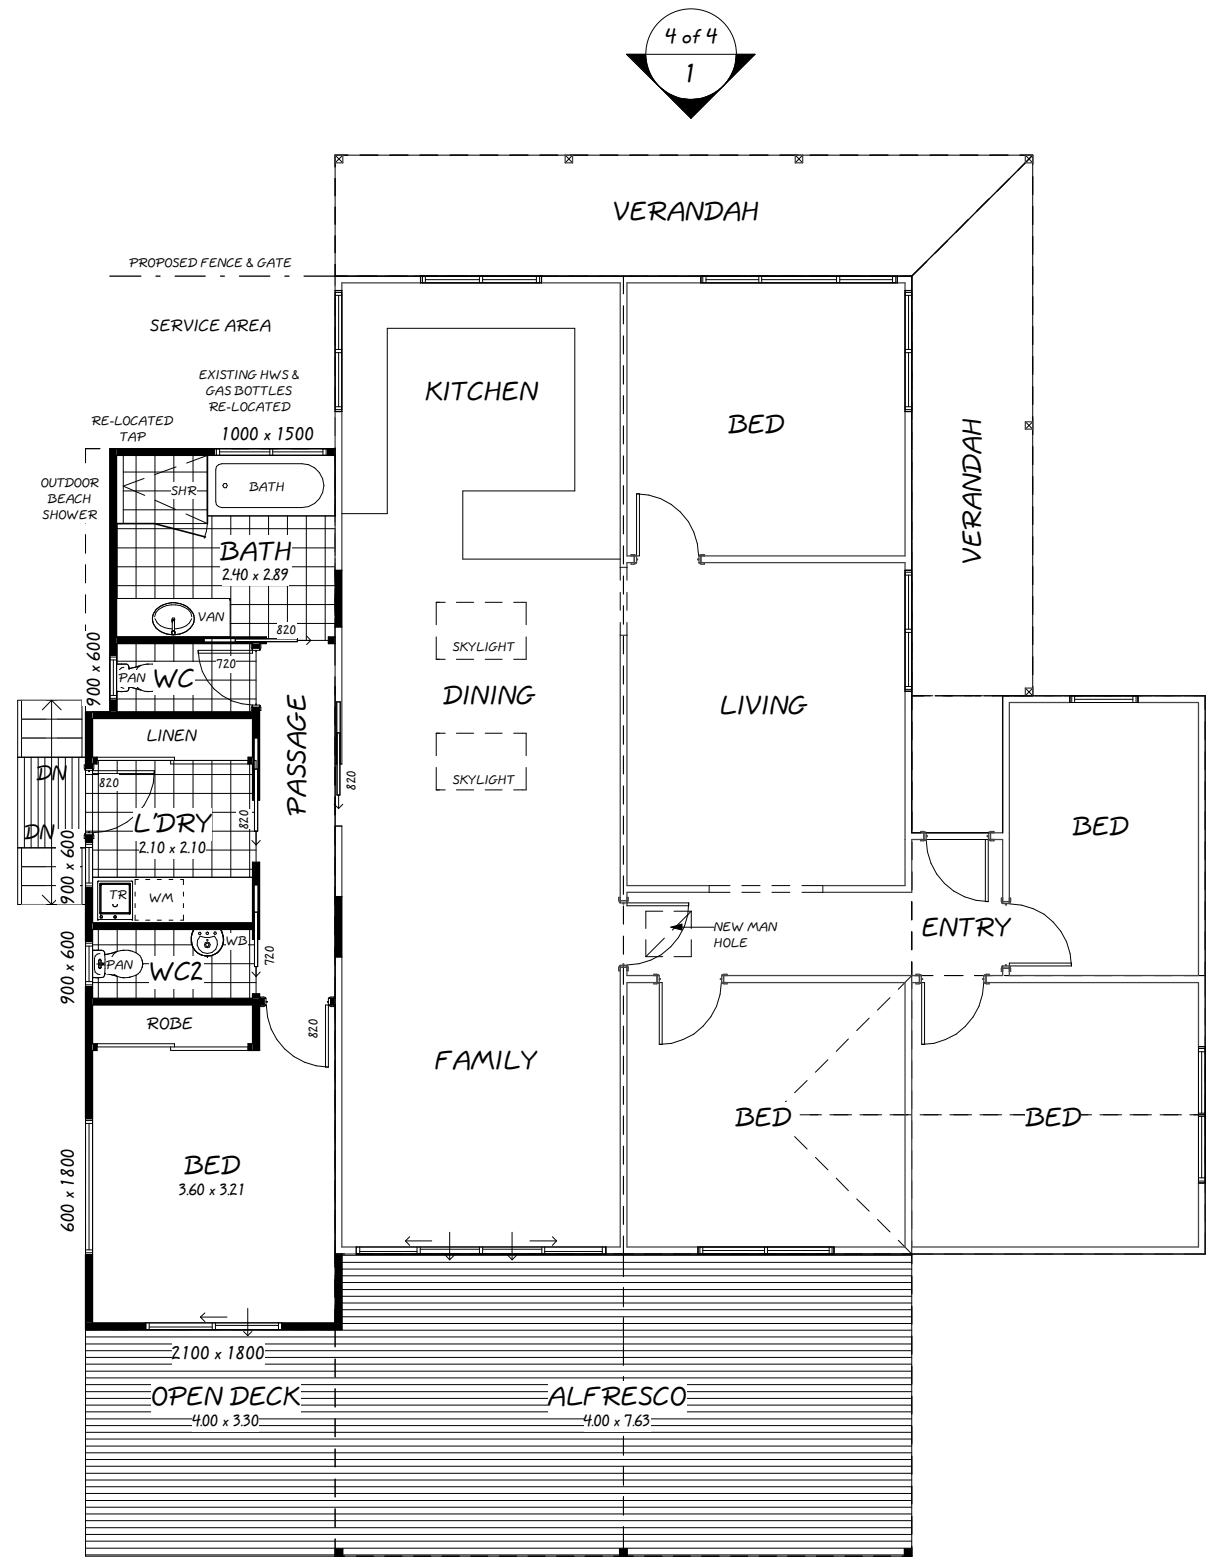 4 of 4
1
VERANDAH
PROPOSED FENCE & GATE
SERVICE AREA
EXISTING HWS &
GAS BOTTLES
RE-LOCATED
RE-LOCATED
TAP
1000 x 1500
KITCHEN
BED
VERANDAH
OUTDOOR
BEACH
SHOWER
SHR
BATH
BATH
2.40 x 2.89
VAN
820
SKYLIGHT
900 x 600
PAN
WC
720
DINING
LIVING
PASSAGE
LINEN
DN
820
SKYLIGHT
820
DN
L'DRY
2.10 x 2.10
820
BED
900 x 600
TR
WM
NEW MAN
HOLE
ENTRY
WB
900 x 600
PAN
WC2
720
ROBE
820
FAMILY
BED
BED
BED
3.60 x 3.21
600 x 1800
2100 x 1800
OPEN DECK
4.00 x 3.30
ALFRESCO
4.00 x 7.63